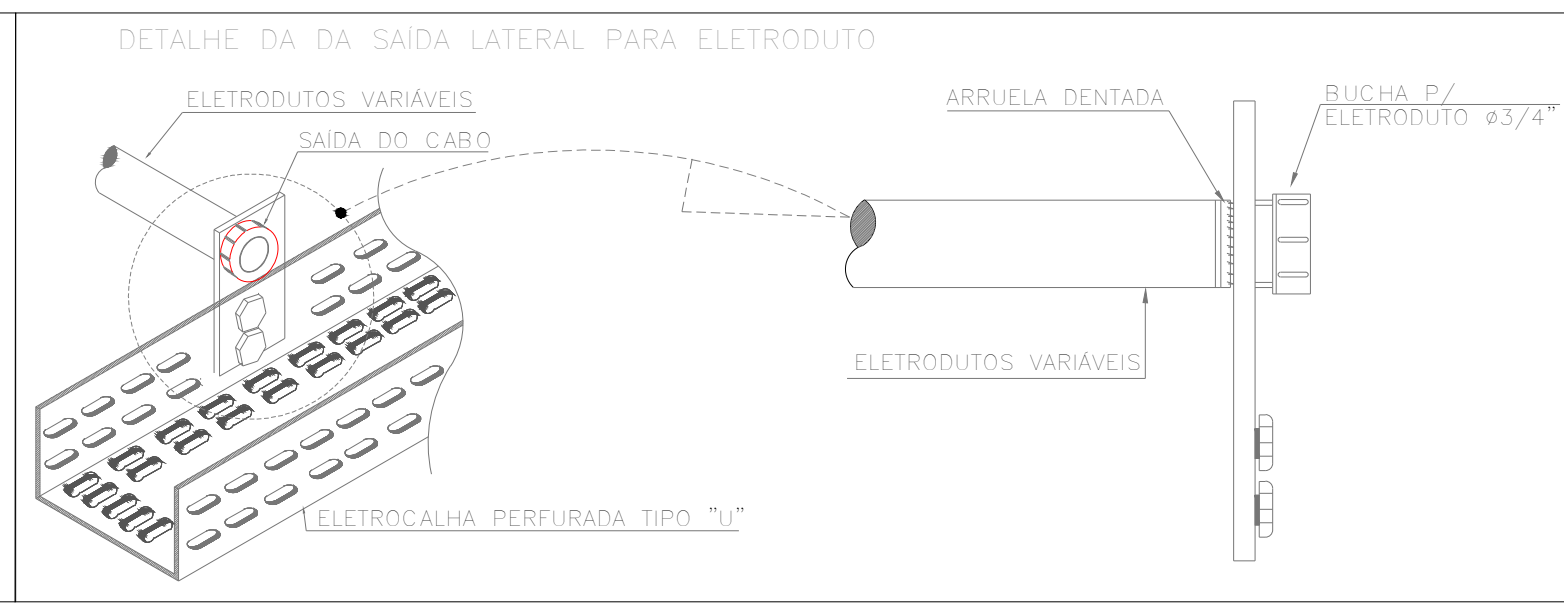 DETALHE DA DA SAÍDA LATERAL PARA ELETRODUTO
ELETRODUTOS VARIÁVEIS
SAÍDA DO CABO
ARRUELA DENTADA
BUCHA P/
ELETRODUTO ø3/4"
ELETRODUTOS VARIÁVEIS
ELETROCALHA PERFURADA TIPO "U"